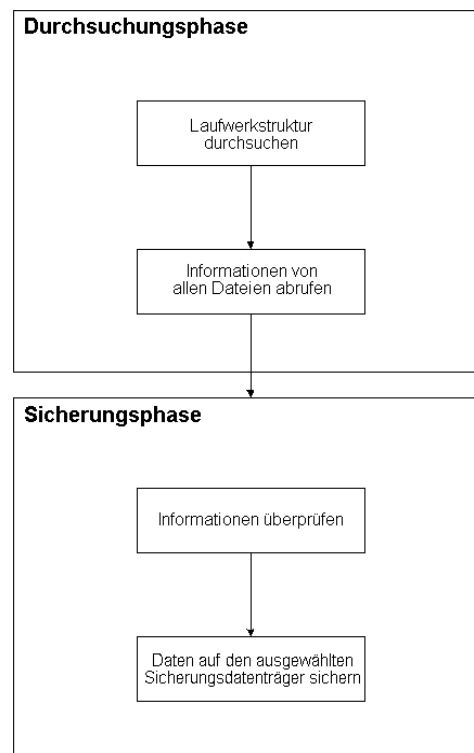 Durchsuchungsphase
Laufwerkstruktur
durchsuchen
Informationen von
allen Dateien abrufen
Sicherungsphase
Informationen überprüfen
Daten auf den ausgewählten
Sicherungsdatenträger sichern